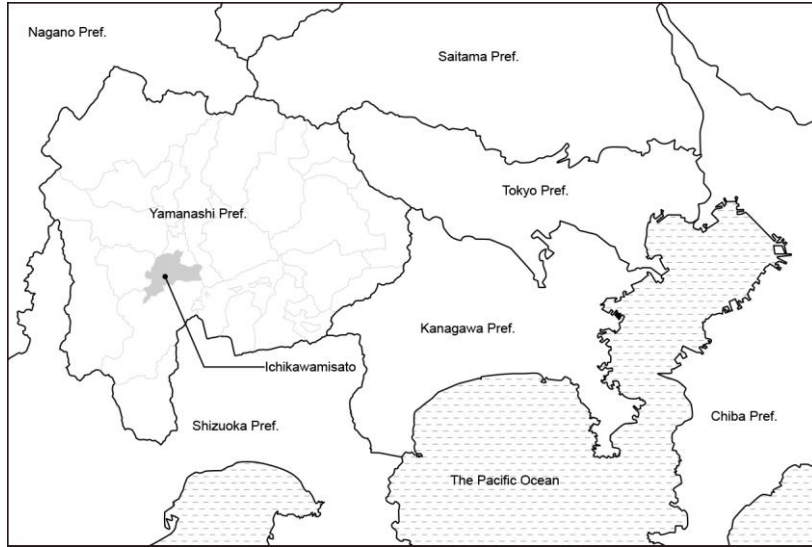 Nagano Pref.
Saitama Pref.
Tokyo Pref.
Yamanashi Pref.
Kanagawa Pref.
Ichikawamisato
Chiba Pref.
Shizuoka Pref.
The Pacific Ocean